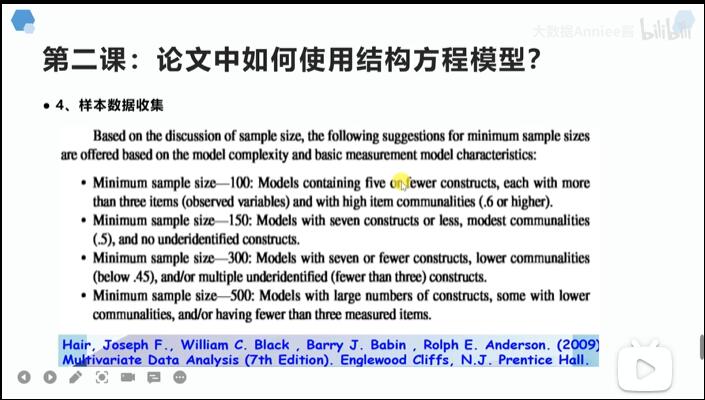 大数据Anniee酱 bilibili
第二课：论文中如何使用结构方程模型？
• 4、样本数据收集
Based on the discussion of sample size, the following suggestions for minimum sample sizes
are offered based on the model complexity and basic measurement model characteristics:
• Minimum sample size—100: Models containing five or fewer constructs, each with more
than three items (observed variables) and with high item communalities (.6 or higher).
• Minimum sample size—150: Models with seven constructs or less, modest communalities
(.5), and no underidentified constructs.
• Minimum sample size—300: Models with seven or fewer constructs, lower communalities
(below .45), and/or multiple underidentified (fewer than three) constructs.
• Minimum sample size—500: Models with large numbers of constructs, some with lower
communalities, and/or having fewer than three measured items.
Hair, Joseph F., William C. Black , Barry J. Babin , Rolph E. Anderson. (2009)
Multivariate Data Analysis (7th Edition). Englewood Cliffs, N.J. Prentice Hall.